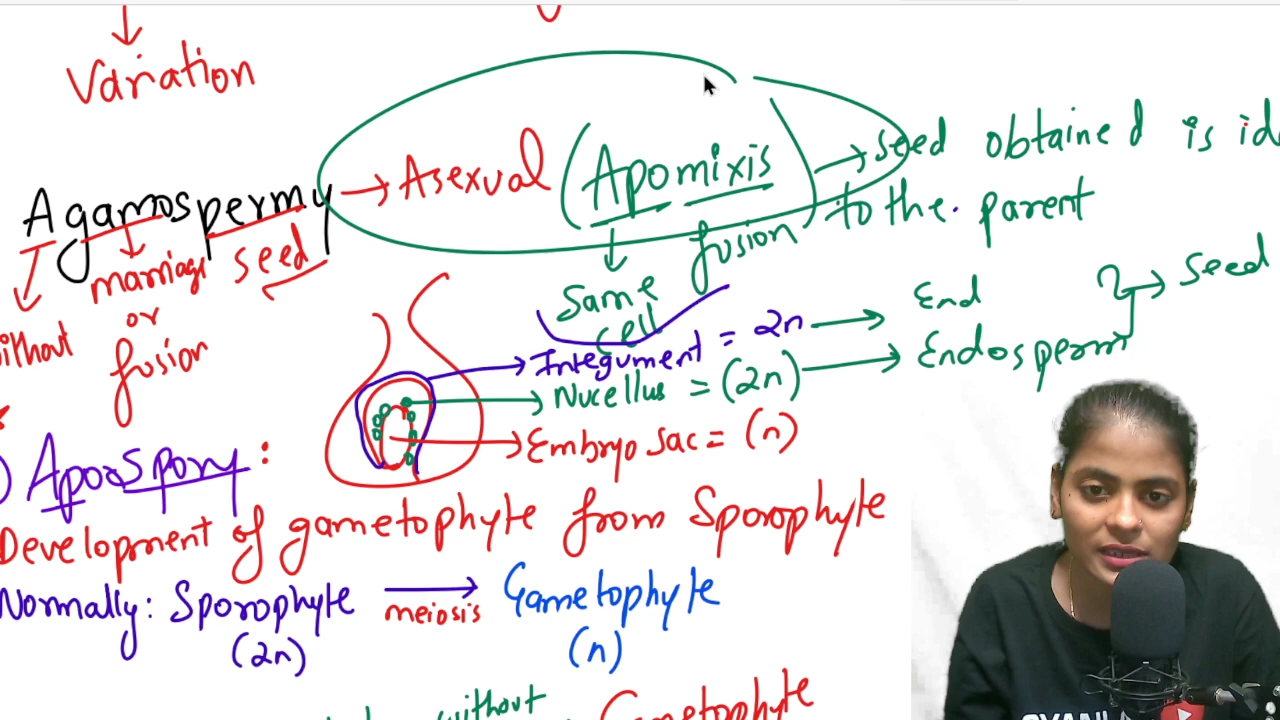 Variation
Agamospermy → Asexual (Apomixis) → seed obtained is id
to the parent
without marriage or fusion seed
Same cell fusion
Integument = 2n → End
Nucellus = (2n) → Endosperm → Seed
Embryo sac = (n)
Apospory:
Development of gametophyte from Sporophyte
Normally: Sporophyte (2n) meiosis → Gametophyte (n)
without
Gametophyte